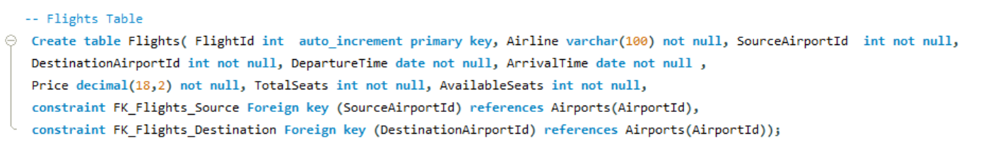 -- Flights Table
Create table Flights( FlightId int  auto_increment primary key, Airline varchar(100) not null, SourceAirportId  int not null,
DestinationAirportId int not null, DepartureTime date not null, ArrivalTime date not null ,
Price decimal(18,2) not null, TotalSeats int not null, AvailableSeats int not null,
constraint FK_Flights_Source Foreign key (SourceAirportId) references Airports(AirportId),
constraint FK_Flights_Destination Foreign key (DestinationAirportId) references Airports(AirportId));